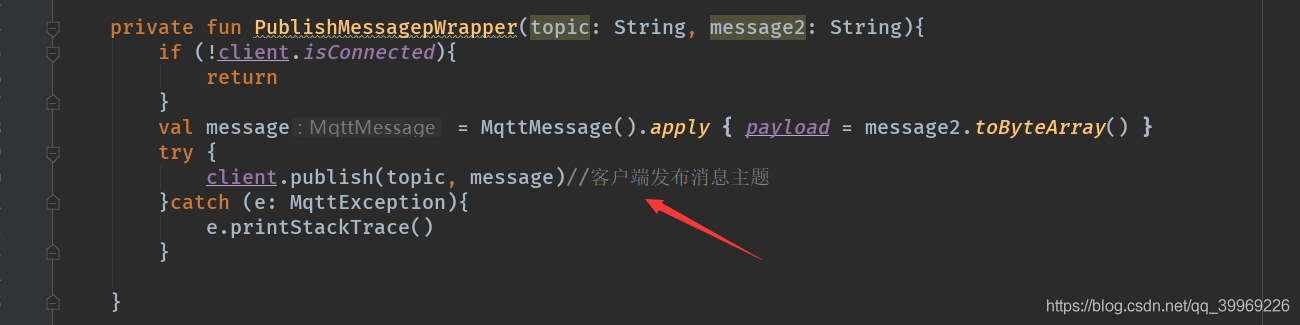 private fun PublishMessagepWrapper(topic: String, message2: String){
if (!client.isConnected){
return
}
val message: MqttMessage = MqttMessage().apply { payload = message2.toByteArray() }
try {
client.publish(topic, message)//客户端发布消息主题
}catch (e: MqttException){
e.printStackTrace()
}
}
https://blog.csdn.net/qq_39969226